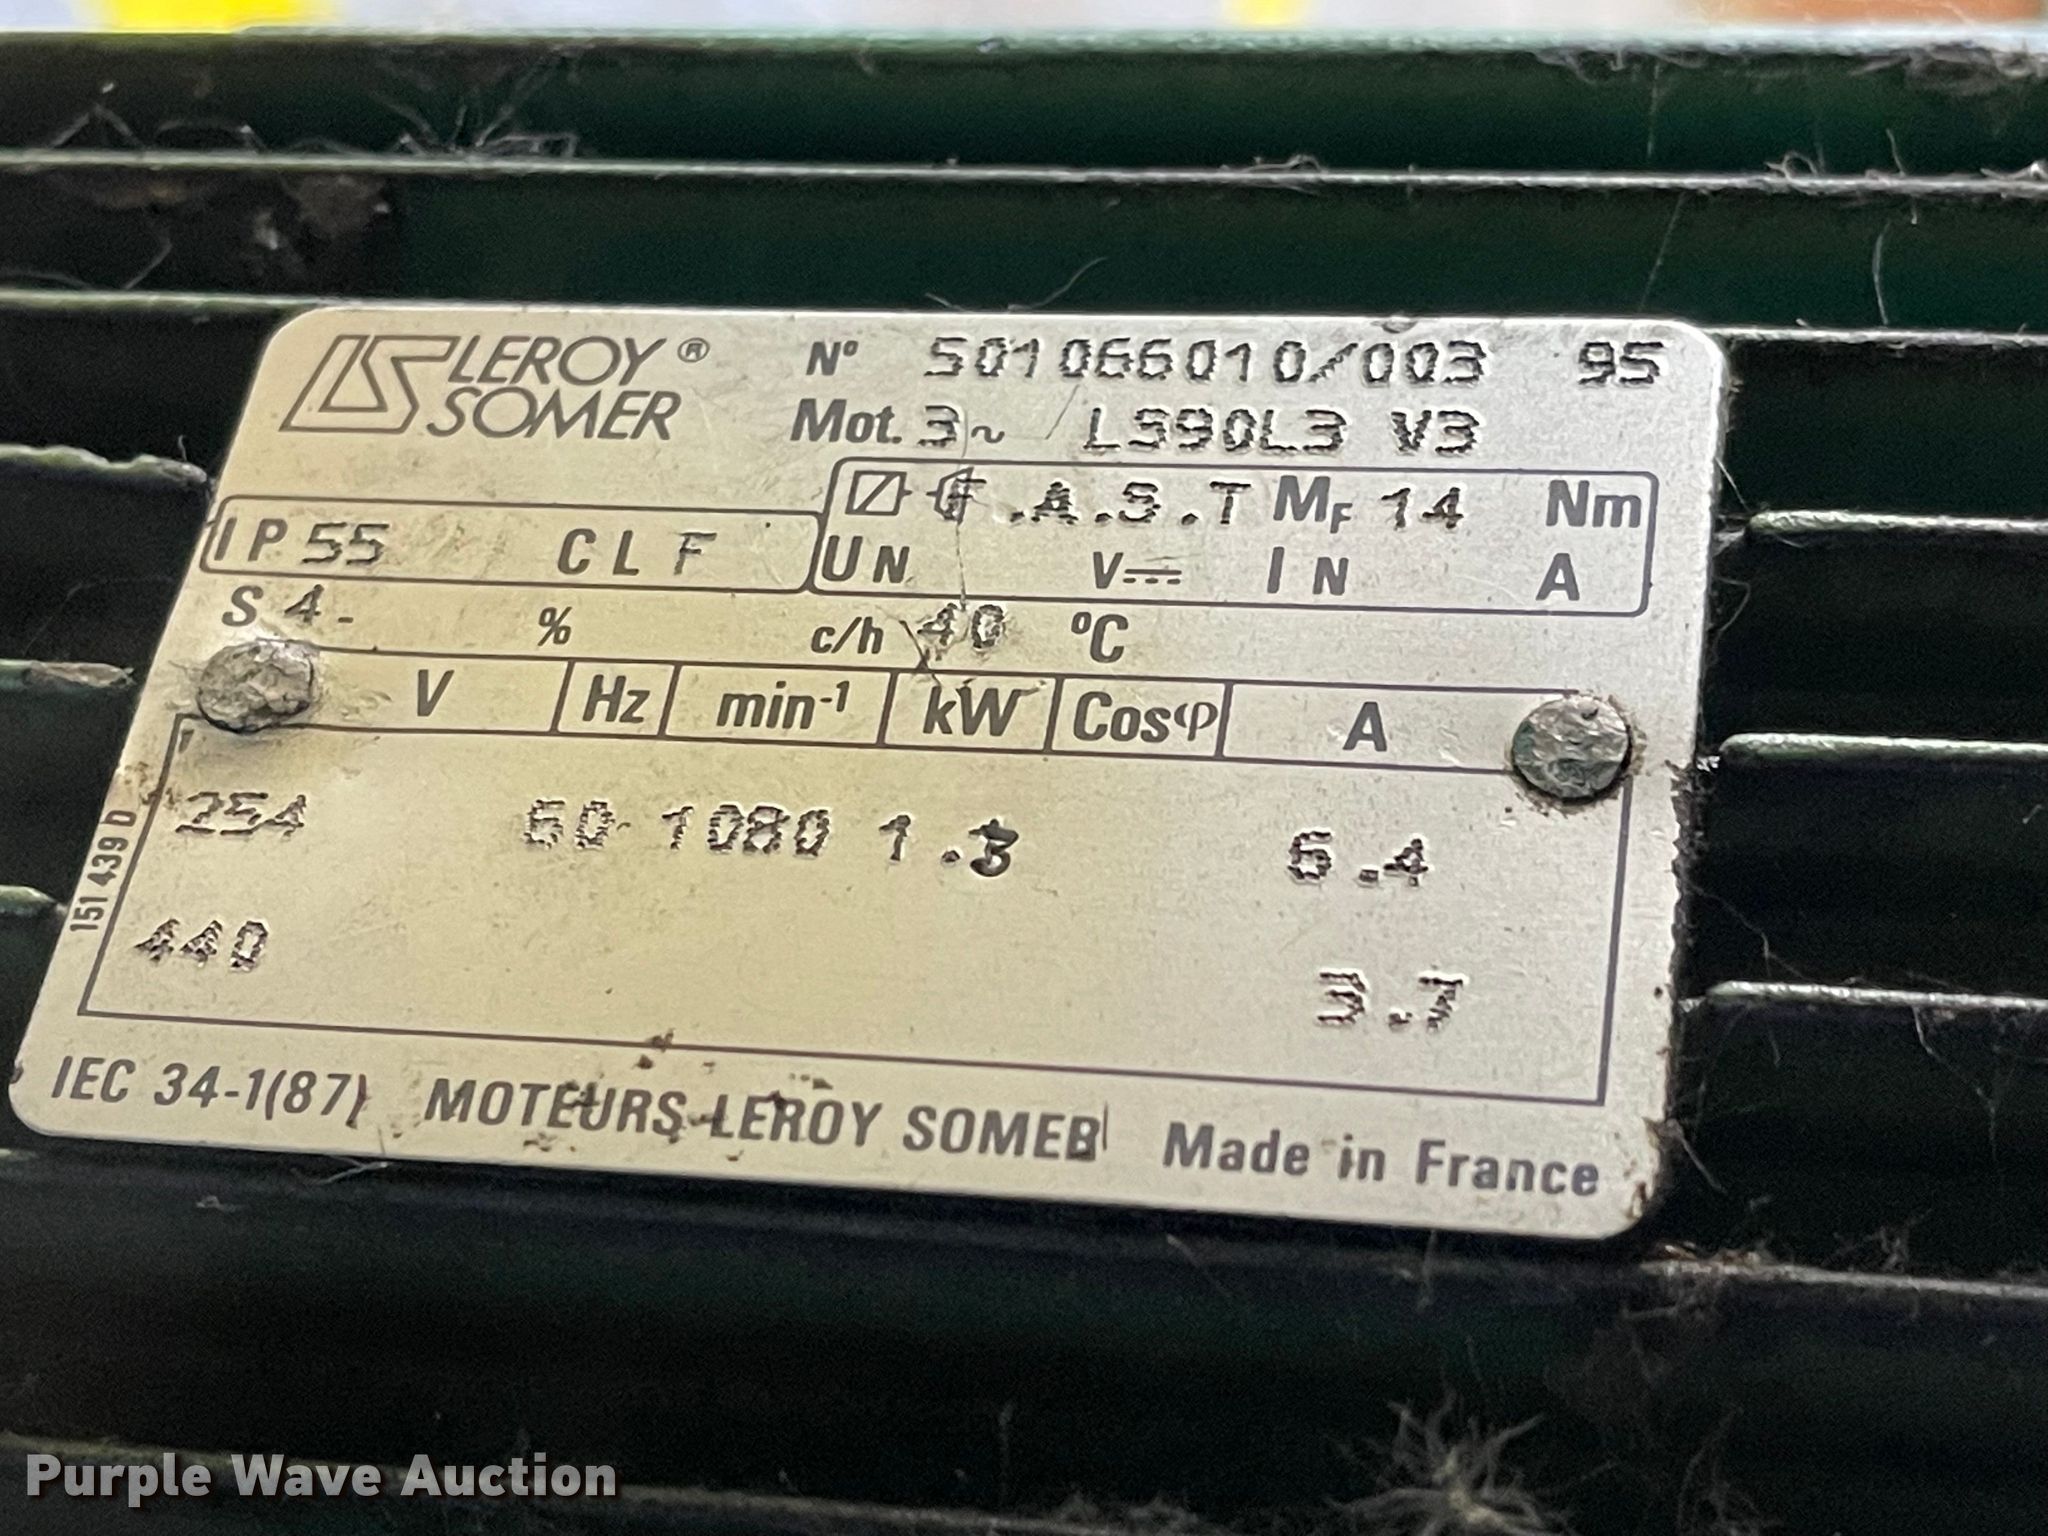 LEROY® N° 501066010/003 95
SOMER Mot. 3~ LS90L3 V3
F.A.S.T MF 14 Nm
IP 55 CL F UN V⎓ IN A
S 4- % c/h 40 °C
V Hz min-1 kW Cosφ A
254 60 1080 1.3 6.4
440 3.7
151 439 D
IEC 34-1(87) MOTEURS LEROY SOMER Made in France
Purple Wave Auction